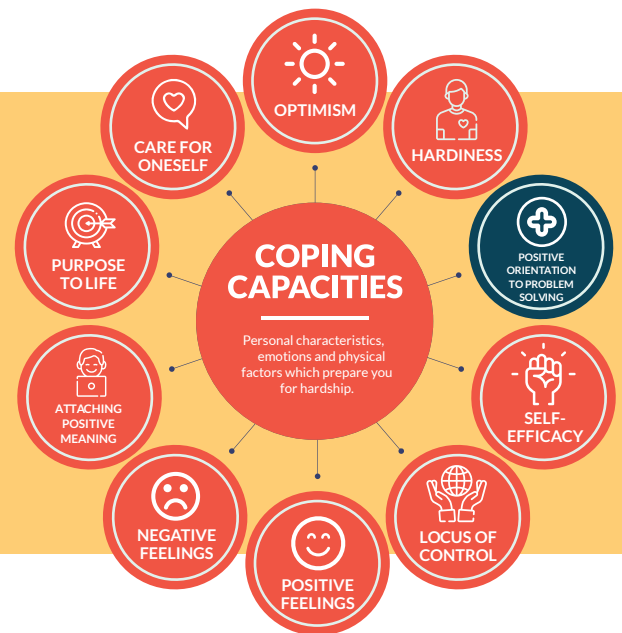 COPING
CAPACITIES
Personal characteristics,
emotions and physical
factors which prepare you
for hardship.
OPTIMISM
HARDINESS
POSITIVE
ORIENTATION
TO PROBLEM
SOLVING
SELF-
EFFICACY
LOCUS OF
CONTROL
POSITIVE
FEELINGS
NEGATIVE
FEELINGS
ATTACHING
POSITIVE
MEANING
PURPOSE
TO LIFE
CARE FOR
ONESELF